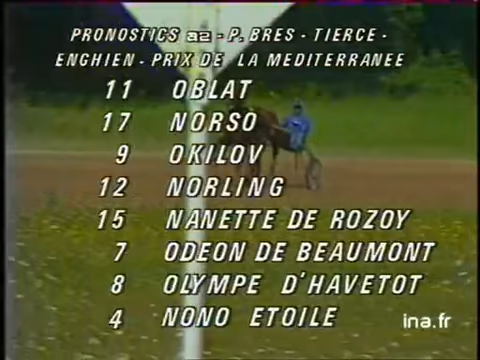 PRONOSTICS a2 - P. BRES - TIERCE -
ENGHIEN - PRIX DE LA MEDITERRANEE
11 OBLAT
17 NORSO
9 OKILOV
12 NORLING
15 NANETTE DE ROZOY
7 ODEON DE BEAUMONT
8 OLYMPE D'HAVETOT
4 NONO ETOILE
ina.fr